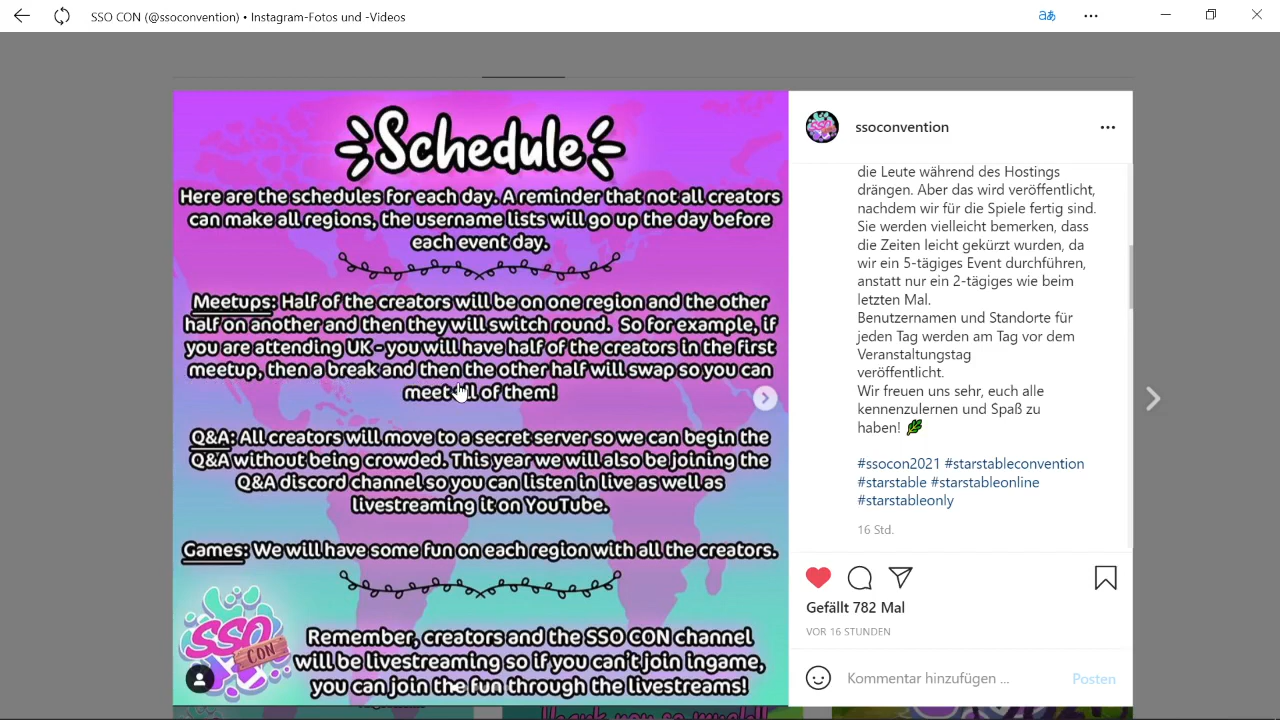 SSO CON (@ssoconvention) • Instagram-Fotos und -Videos
Schedule
Here are the schedules for each day. A reminder that not all creators
can make all regions, the username lists will go up the day before
each event day.
Meetups: Half of the creators will be on one region and the other
half on another and then they will switch round. So for example, if
you are attending UK - you will have half of the creators in the first
meetup, then a break and then the other half will swap so you can
meet all of them!
Q&A: All creators will move to a secret server so we can begin the
Q&A without being crowded. This year we will also be joining the
Q&A discord channel so you can listen in live as well as
livestreaming it on YouTube.
Games: We will have some fun on each region with all the creators.
SSO
CON
Remember, creators and the SSO CON channel
will be livestreaming so if you can't join ingame,
you can join the fun through the livestreams!
ssoconvention
die Leute während des Hostings
drängen. Aber das wird veröffentlicht,
nachdem wir für die Spiele fertig sind.
Sie werden vielleicht bemerken, dass
die Zeiten leicht gekürzt wurden, da
wir ein 5-tägiges Event durchführen,
anstatt nur ein 2-tägiges wie beim
letzten Mal.
Benutzernamen und Standorte für
jeden Tag werden am Tag vor dem
Veranstaltungstag
veröffentlicht.
Wir freuen uns sehr, euch alle
kennenzulernen und Spaß zu
haben!
#ssocon2021 #starstableconvention
#starstable #starstableonline
#starstableonly
16 Std.
Gefällt 782 Mal
VOR 16 STUNDEN
Kommentar hinzufügen ...
Posten